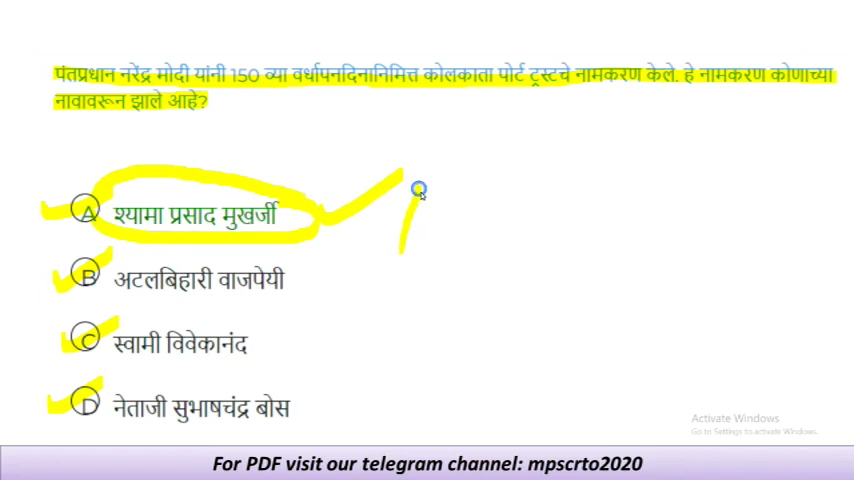 पंतप्रधान नरेंद्र मोदी यांनी 150 व्या वर्धापनदिनानिमित्त कोलकाता पोर्ट ट्रस्टचे नामकरण केले. हे नामकरण कोणाच्या
नावावरून झाले आहे?
A श्यामा प्रसाद मुखर्जी
B अटलबिहारी वाजपेयी
C स्वामी विवेकानंद
D नेताजी सुभाषचंद्र बोस
Activate Windows
Go to Settings to activate Windows.
For PDF visit our telegram channel: mpscrto2020